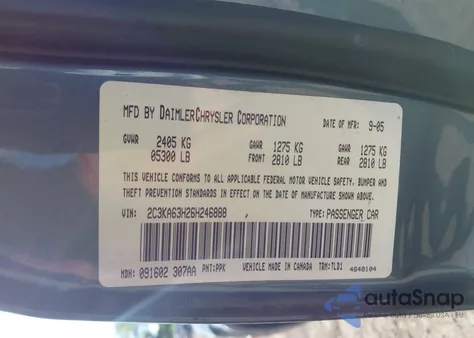 MFD BY DAIMLERCHRYSLER CORPORATION DATE OF MFR: 9-05
GVWR 2405 KG GAWR 1275 KG GAWR 1275 KG
05300 LB FRONT 2810 LB REAR 2810 LB
THIS VEHICLE CONFORMS TO ALL APPLICABLE FEDERAL MOTOR VEHICLE SAFETY, BUMPER AND
THEFT PREVENTION STANDARDS IN EFFECT ON THE DATE OF MANUFACTURE SHOWN ABOVE.
VIN: 2C3KA63H26H246888 TYPE: PASSENGER CAR
MDH: 091602 307AA PNT: PPK VEHICLE MADE IN CANADA TRM: TLD1 4648104
autoSnap